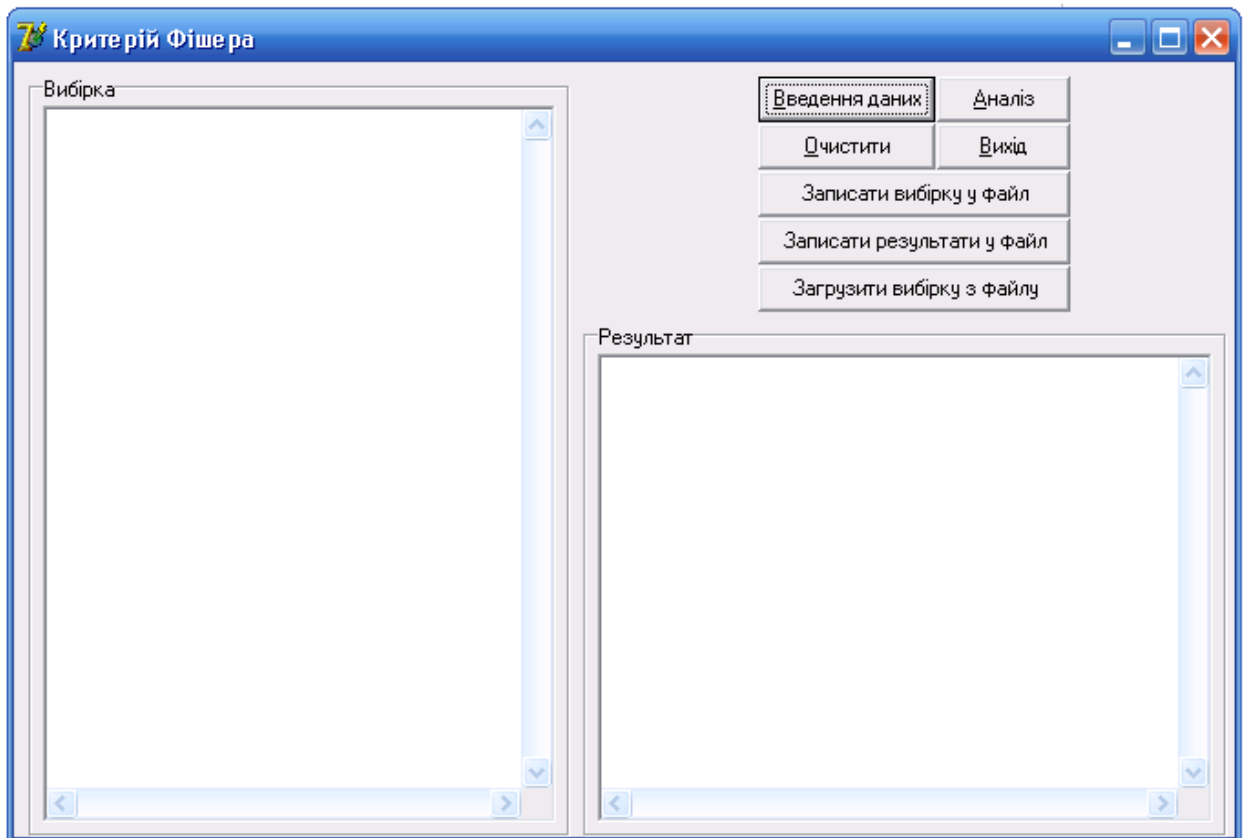 Критерій Фішера
Вибірка
Введення даних
Аналіз
Очистити
Вихід
Записати вибірку у файл
Записати результати у файл
Загрузити вибірку з файлу
Результат